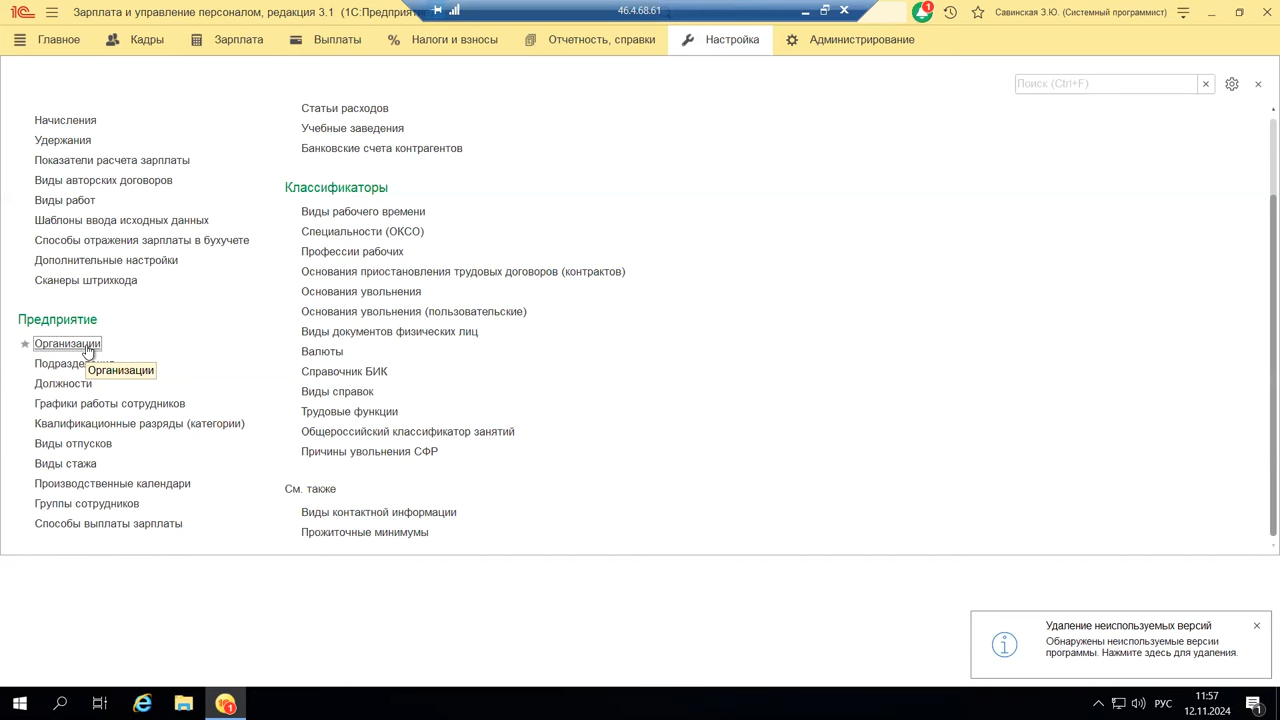 Зарплата и управление персоналом, редакция 3.1 (1С:Предприятие
46.4.68.61
1
Савинская З.Ю. (Системный программист)
Главное
Кадры
Зарплата
Выплаты
Налоги и взносы
Отчетность, справки
Настройка
Администрирование
Поиск (Ctrl+F)
Начисления
Удержания
Показатели расчета зарплаты
Виды авторских договоров
Виды работ
Шаблоны ввода исходных данных
Способы отражения зарплаты в бухучете
Дополнительные настройки
Сканеры штрихкода
Предприятие
Организации
Организации
Должности
Графики работы сотрудников
Квалификационные разряды (категории)
Виды отпусков
Виды стажа
Производственные календари
Группы сотрудников
Способы выплаты зарплаты
Статьи расходов
Учебные заведения
Банковские счета контрагентов
Классификаторы
Виды рабочего времени
Специальности (ОКСО)
Профессии рабочих
Основания приостановления трудовых договоров (контрактов)
Основания увольнения
Основания увольнения (пользовательские)
Виды документов физических лиц
Валюты
Справочник БИК
Виды справок
Трудовые функции
Общероссийский классификатор занятий
Причины увольнения СФР
См. также
Виды контактной информации
Прожиточные минимумы
Удаление неиспользуемых версий
Обнаружены неиспользуемые версии
программы. Нажмите здесь для удаления.
1
РУС
11:57
12.11.2024
1